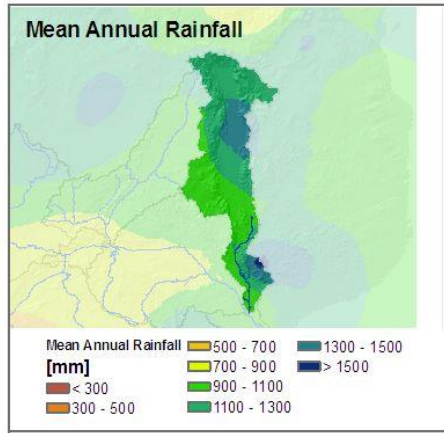 Mean Annual Rainfall
Mean Annual Rainfall
[mm]
< 300
300 - 500
500 - 700
700 - 900
900 - 1100
1100 - 1300
1300 - 1500
> 1500